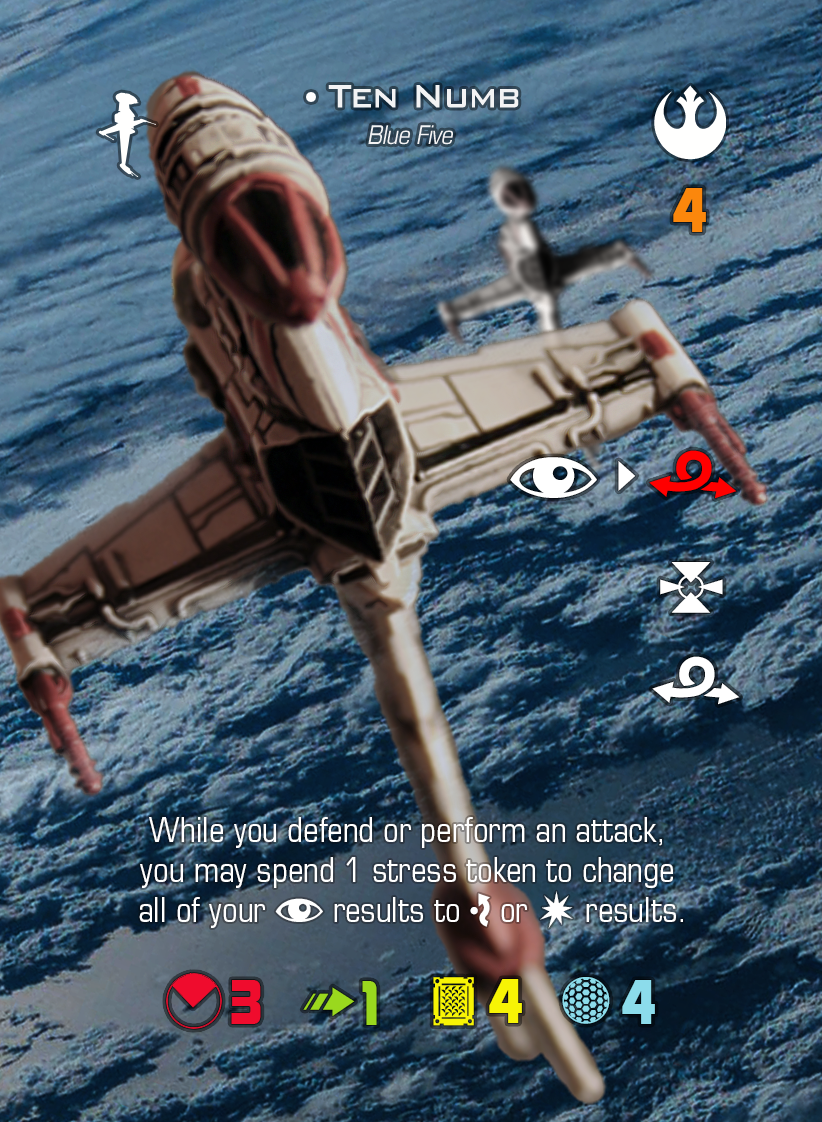 • Ten Numb
Blue Five
4
While you defend or perform an attack,
you may spend 1 stress token to change
all of your results to or results.
3 1 4 4